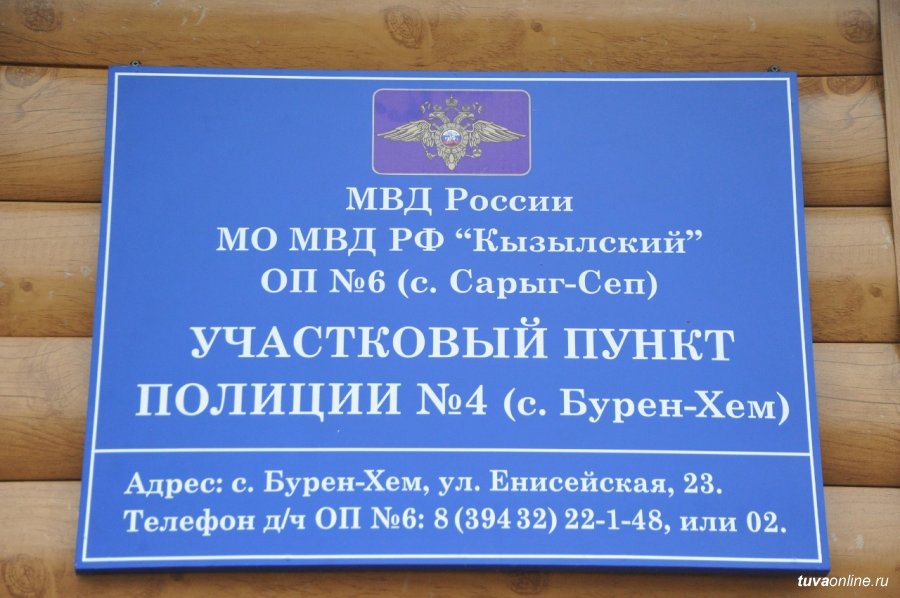 МВД России
МО МВД РФ “Кызылский”
ОП №6 (с. Сарыг-Сеп)
УЧАСТКОВЫЙ ПУНКТ
ПОЛИЦИИ №4 (с. Бурен-Хем)
Адрес: с. Бурен-Хем, ул. Енисейская, 23.
Телефон д/ч ОП №6: 8 (394 32) 22-1-48, или 02.
tuvaonline.ru